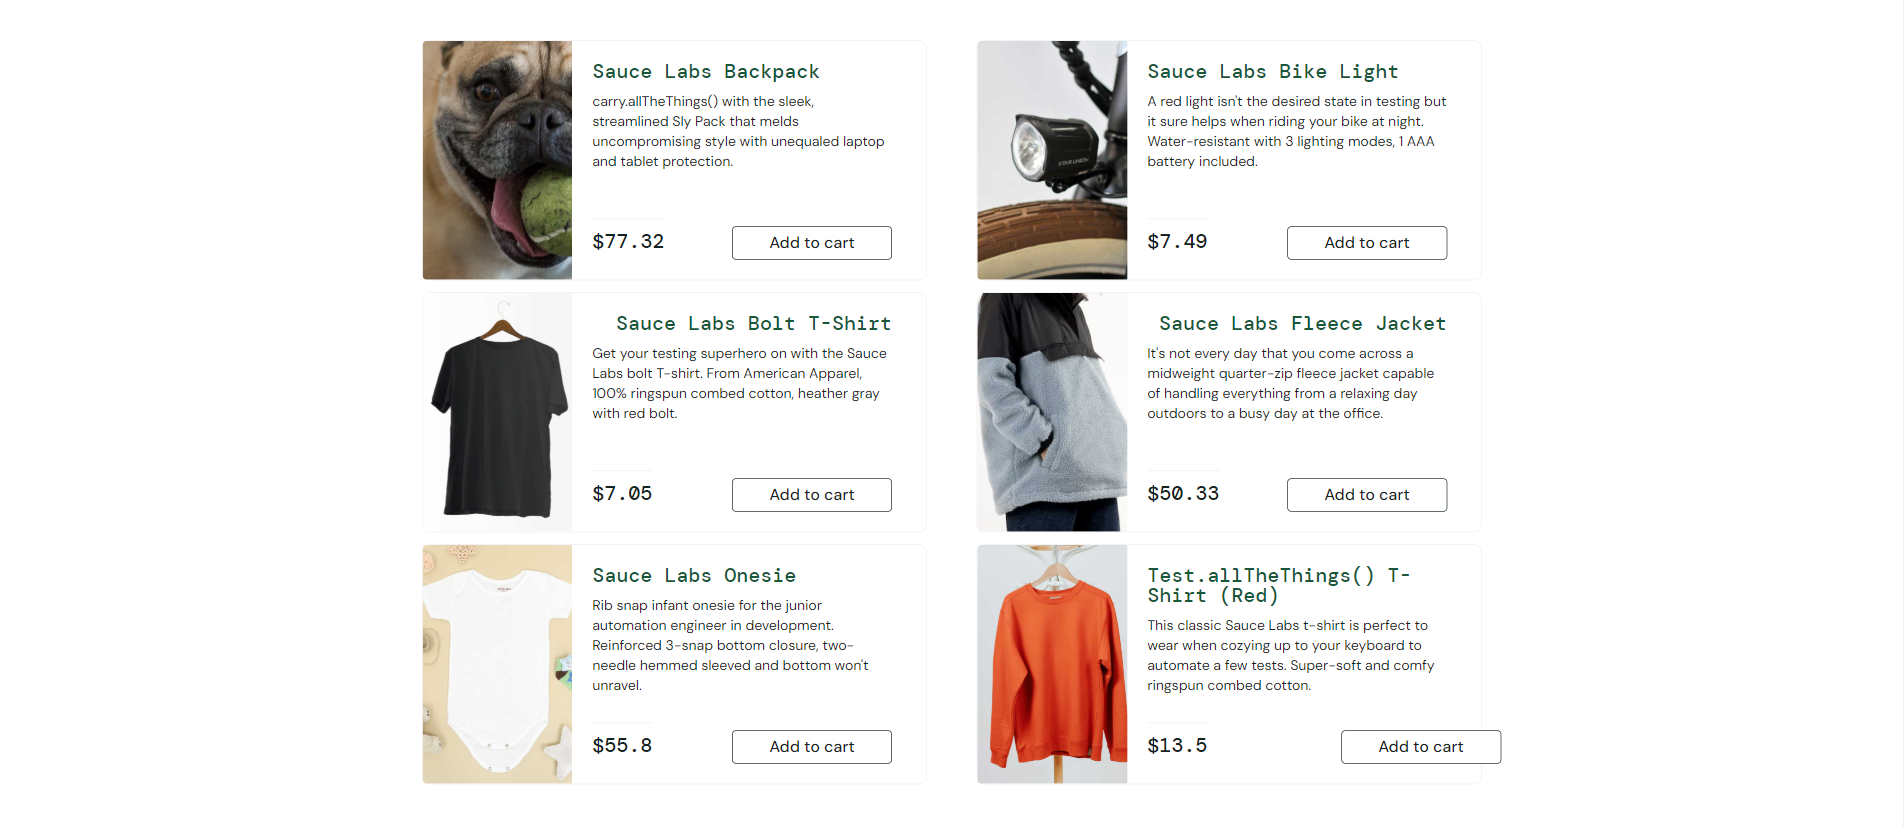 Sauce Labs Backpack
carry.allTheThings() with the sleek,
streamlined Sly Pack that melds
uncompromising style with unequaled laptop
and tablet protection.
$77.32
Add to cart
Sauce Labs Bike Light
A red light isn't the desired state in testing but
it sure helps when riding your bike at night.
Water-resistant with 3 lighting modes, 1 AAA
battery included.
STAR UNION
$7.49
Add to cart
Sauce Labs Bolt T-Shirt
Get your testing superhero on with the Sauce
Labs bolt T-shirt. From American Apparel,
100% ringspun combed cotton, heather gray
with red bolt.
$7.05
Add to cart
Sauce Labs Fleece Jacket
It's not every day that you come across a
midweight quarter-zip fleece jacket capable
of handling everything from a relaxing day
outdoors to a busy day at the office.
$50.33
Add to cart
Sauce Labs Onesie
Rib snap infant onesie for the junior
automation engineer in development.
Reinforced 3-snap bottom closure, two-
needle hemmed sleeved and bottom won't
unravel.
$55.8
Add to cart
Test.allTheThings() T-
Shirt (Red)
This classic Sauce Labs t-shirt is perfect to
wear when cozying up to your keyboard to
automate a few tests. Super-soft and comfy
ringspun combed cotton.
$13.5
Add to cart